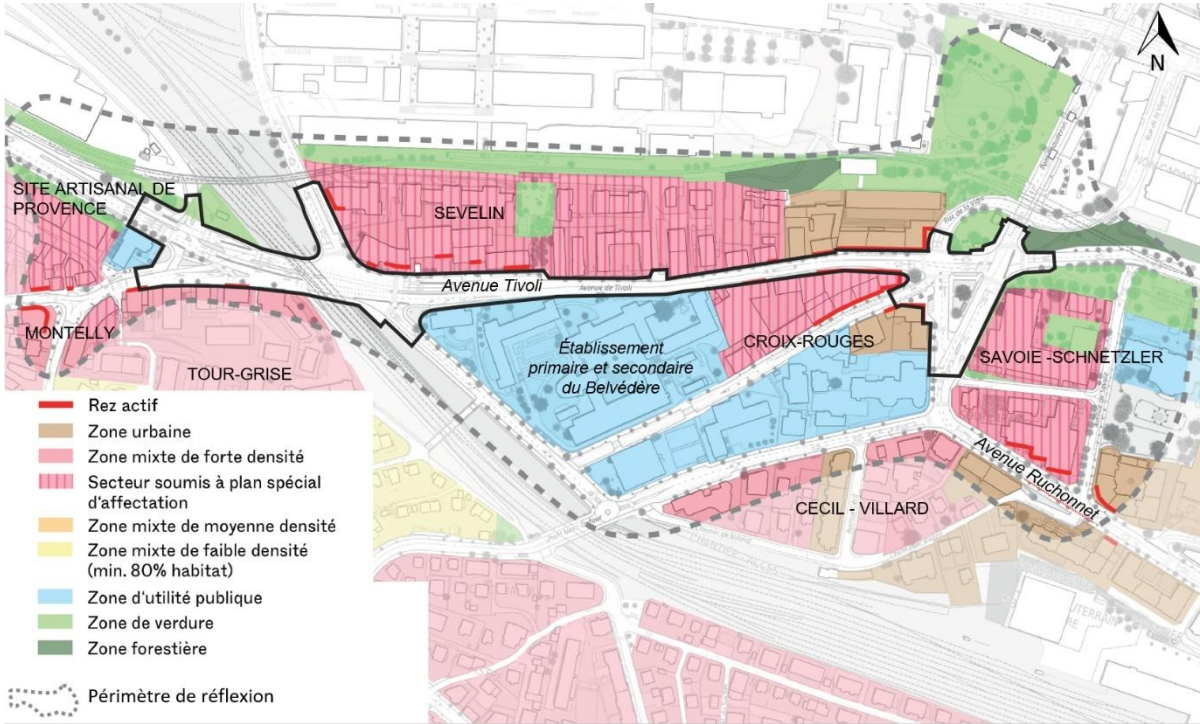 N
SITE ARTISANAL DE
PROVENCE
SEVELIN
Avenue Tivoli
Avenue de Tivoli
MONTELLY
TOUR-GRISE
Établissement
primaire et secondaire
du Belvédère
CROIX-ROUGES
SAVOIE -SCHNETZLER
Avenue Ruchonnet
CECIL - VILLARD
Rez actif
Zone urbaine
Zone mixte de forte densité
Secteur soumis à plan spécial
d'affectation
Zone mixte de moyenne densité
Zone mixte de faible densité
(min. 80% habitat)
Zone d'utilité publique
Zone de verdure
Zone forestière
Périmètre de réflexion